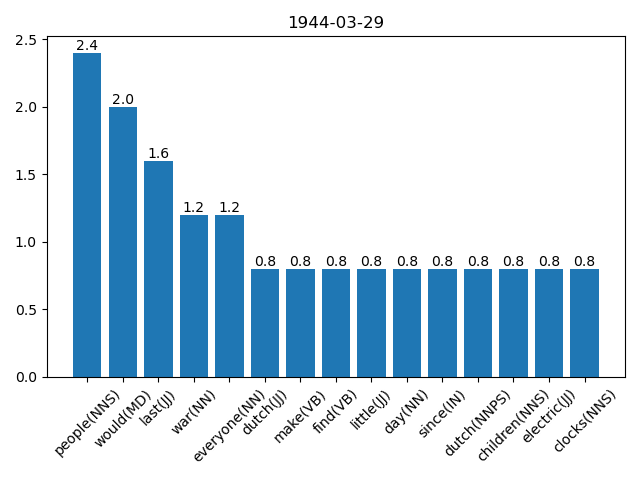 1944-03-29
2.5
2.0
1.5
1.0
0.5
0.0
2.4
2.0
1.6
1.2
1.2
0.8
0.8
0.8
0.8
0.8
0.8
0.8
0.8
0.8
0.8
people(NNS)
would(MD)
last(JJ)
war(NN)
everyone(NN)
dutch(JJ)
make(VB)
find(VB)
little(JJ)
day(NN)
since(IN)
dutch(NNPS)
children(NNS)
electric(JJ)
clocks(NNS)